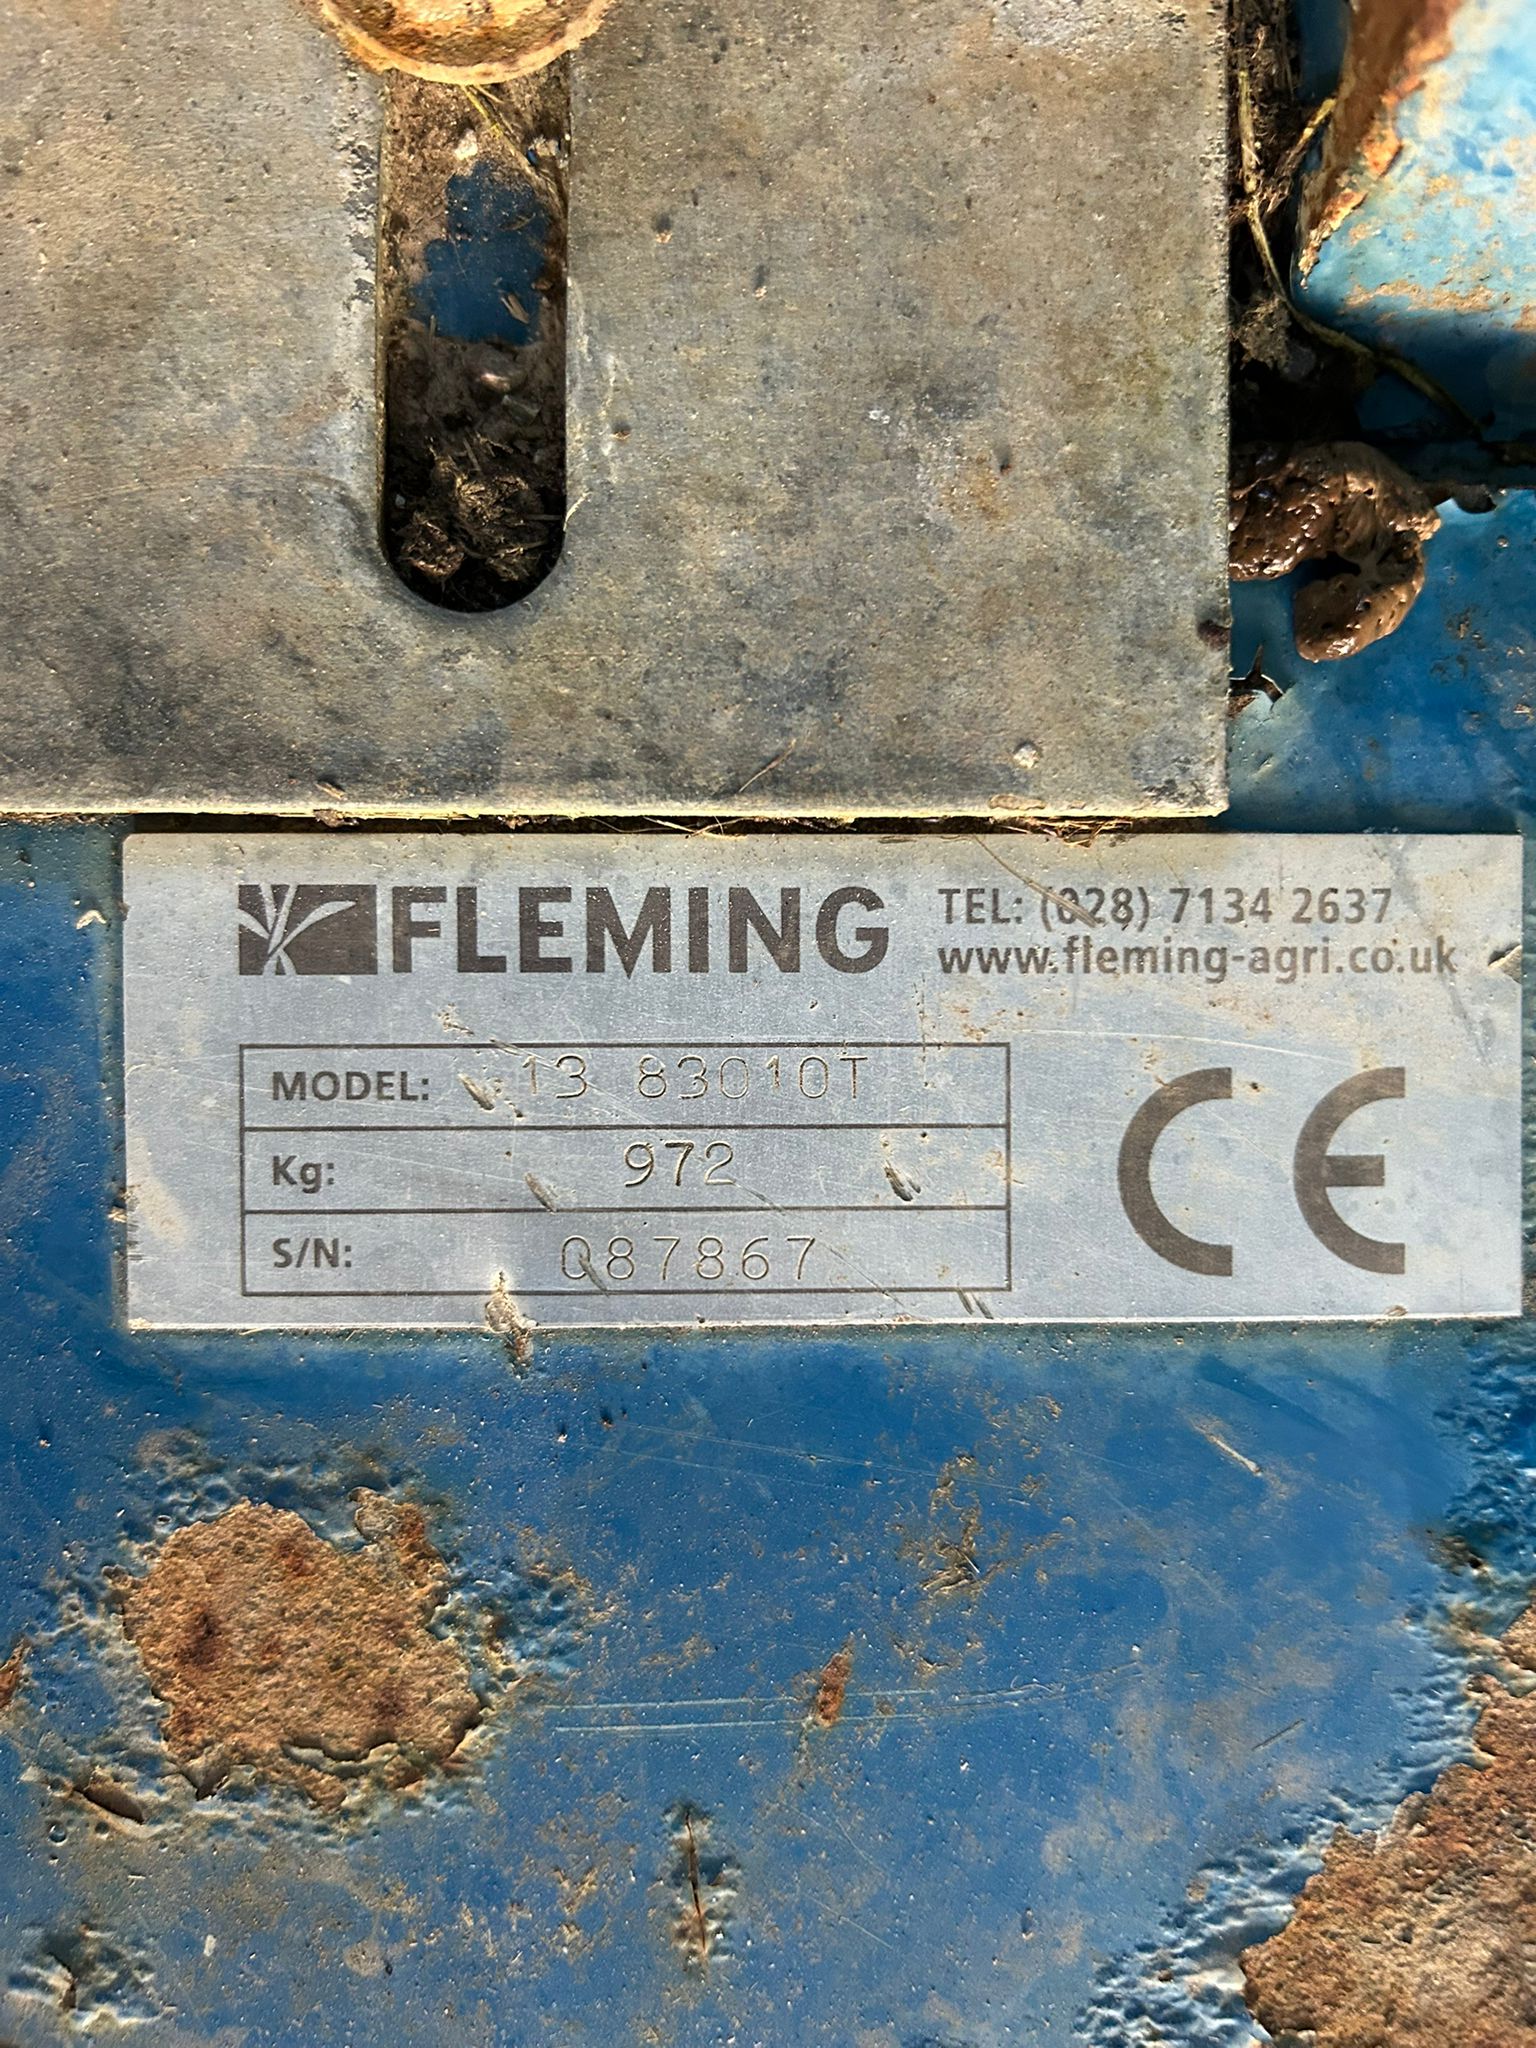 FLEMING
TEL: (028) 7134 2637
www.fleming-agri.co.uk
MODEL: 13 83010T
Kg: 972
S/N: 087867
CE